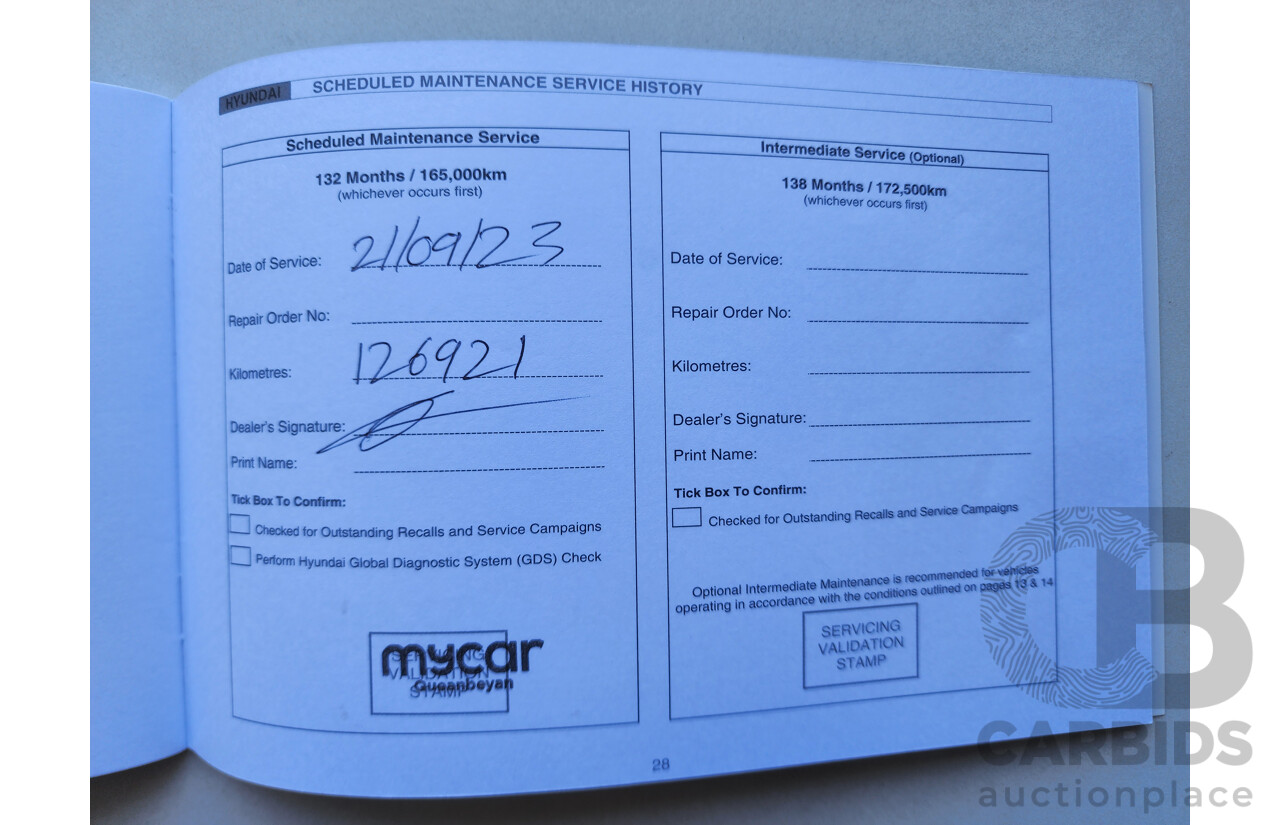 HYUNDAI
SCHEDULED MAINTENANCE SERVICE HISTORY
Scheduled Maintenance Service
132 Months / 165,000km
(whichever occurs first)
Date of Service: 21/09/23
Repair Order No:
Kilometres: 126921
Dealer's Signature:
Print Name:
Tick Box To Confirm:
Checked for Outstanding Recalls and Service Campaigns
Perform Hyundai Global Diagnostic System (GDS) Check
SERVICING
VALIDATION
STAMP
mycar
Queanbeyan
Intermediate Service (Optional)
138 Months / 172,500km
(whichever occurs first)
Date of Service:
Repair Order No:
Kilometres:
Dealer's Signature:
Print Name:
Tick Box To Confirm:
Checked for Outstanding Recalls and Service Campaigns
Optional Intermediate Maintenance is recommended for vehicles
operating in accordance with the conditions outlined on pages 13 & 14
SERVICING
VALIDATION
STAMP
28
CB
CARBIDS
auctionplace